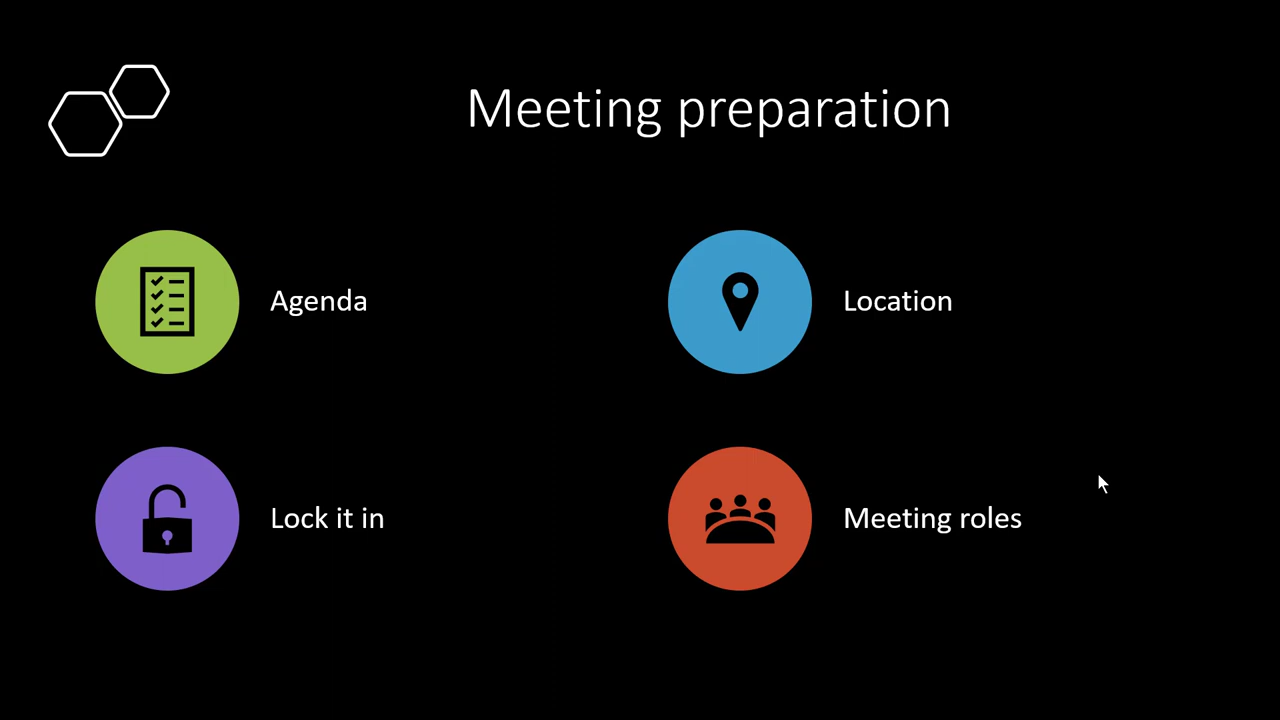 Meeting preparation
Agenda
Location
Lock it in
Meeting roles